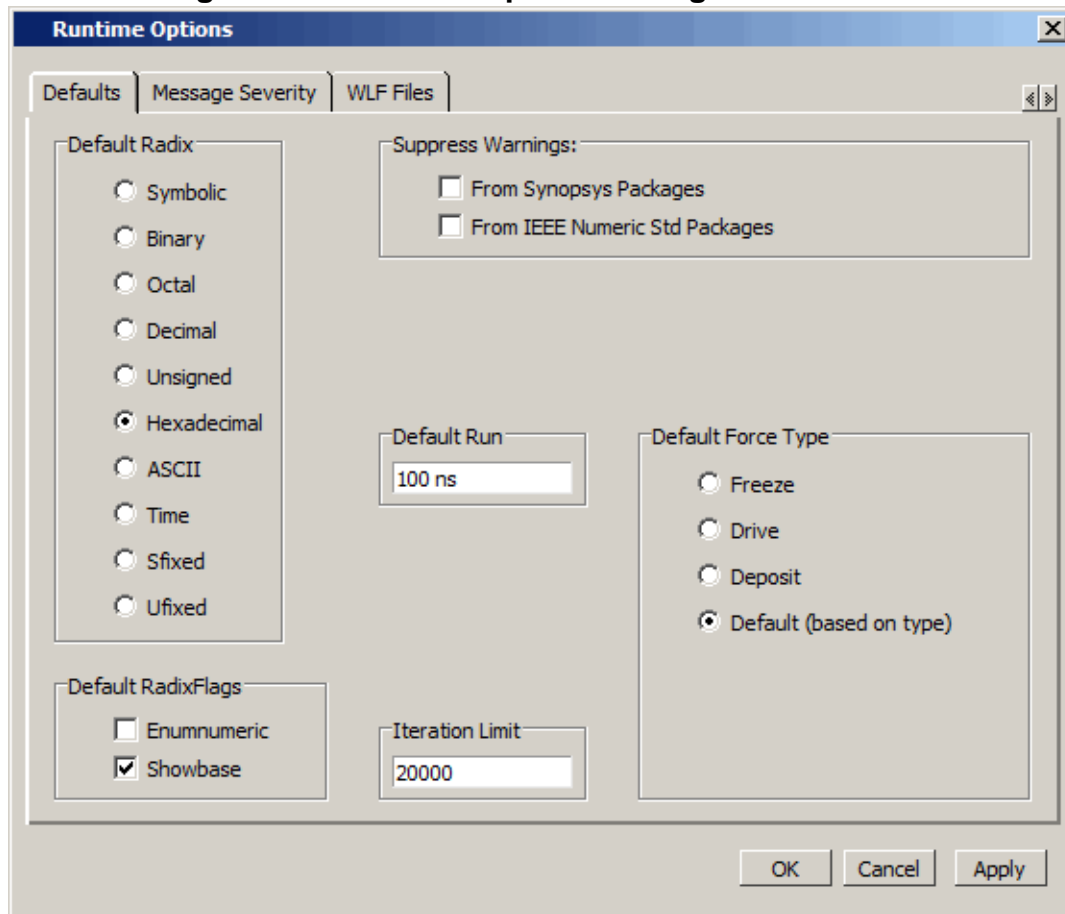 Runtime Options
Defaults
Message Severity
WLF Files
Default Radix
Symbolic
Binary
Octal
Decimal
Unsigned
Hexadecimal
ASCII
Time
Sfixed
Ufixed
Suppress Warnings:
From Synopsys Packages
From IEEE Numeric Std Packages
Default Run
100 ns
Default Force Type
Freeze
Drive
Deposit
Default (based on type)
Default RadixFlags
Enumnumeric
Showbase
Iteration Limit
20000
OK
Cancel
Apply